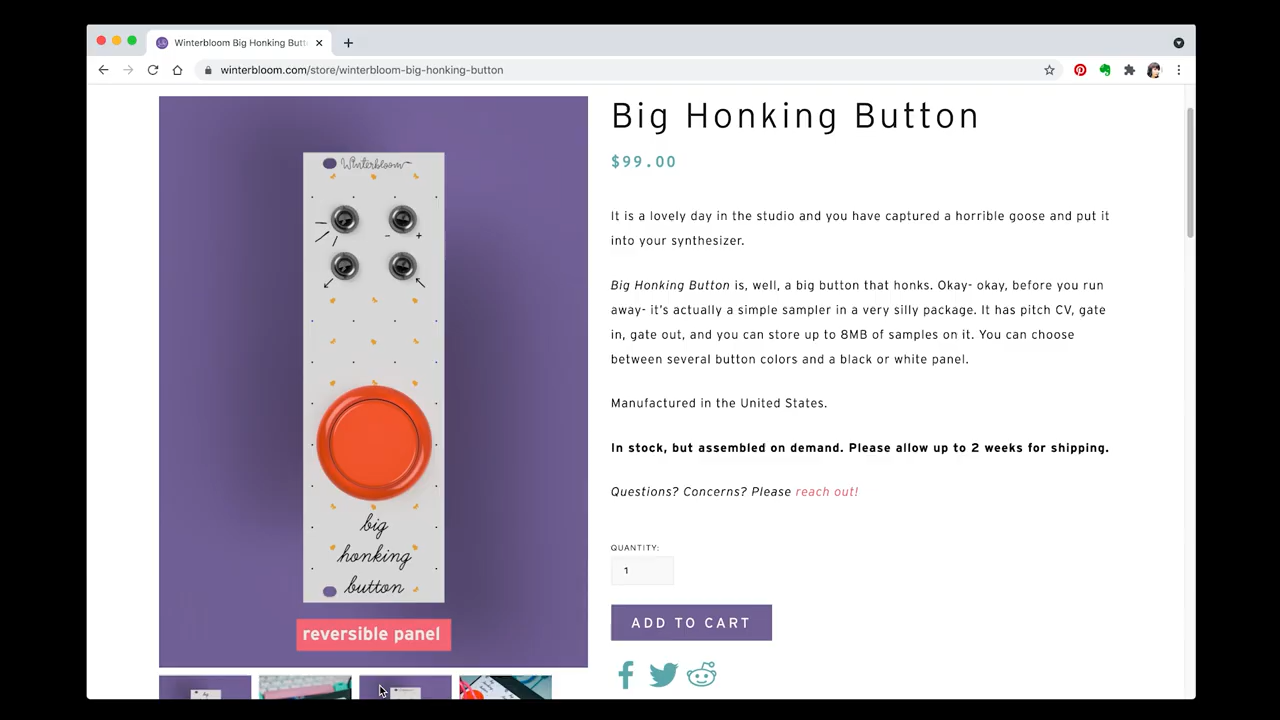 Winterbloom Big Honking Butt
winterbloom.com/store/winterbloom-big-honking-button
Winterbloom
- +
big
honking
button
reversible panel
Big Honking Button
$99.00
It is a lovely day in the studio and you have captured a horrible goose and put it
into your synthesizer.
Big Honking Button is, well, a big button that honks. Okay- okay, before you run
away- it's actually a simple sampler in a very silly package. It has pitch CV, gate
in, gate out, and you can store up to 8MB of samples on it. You can choose
between several button colors and a black or white panel.
Manufactured in the United States.
In stock, but assembled on demand. Please allow up to 2 weeks for shipping.
Questions? Concerns? Please reach out!
QUANTITY:
1
ADD TO CART